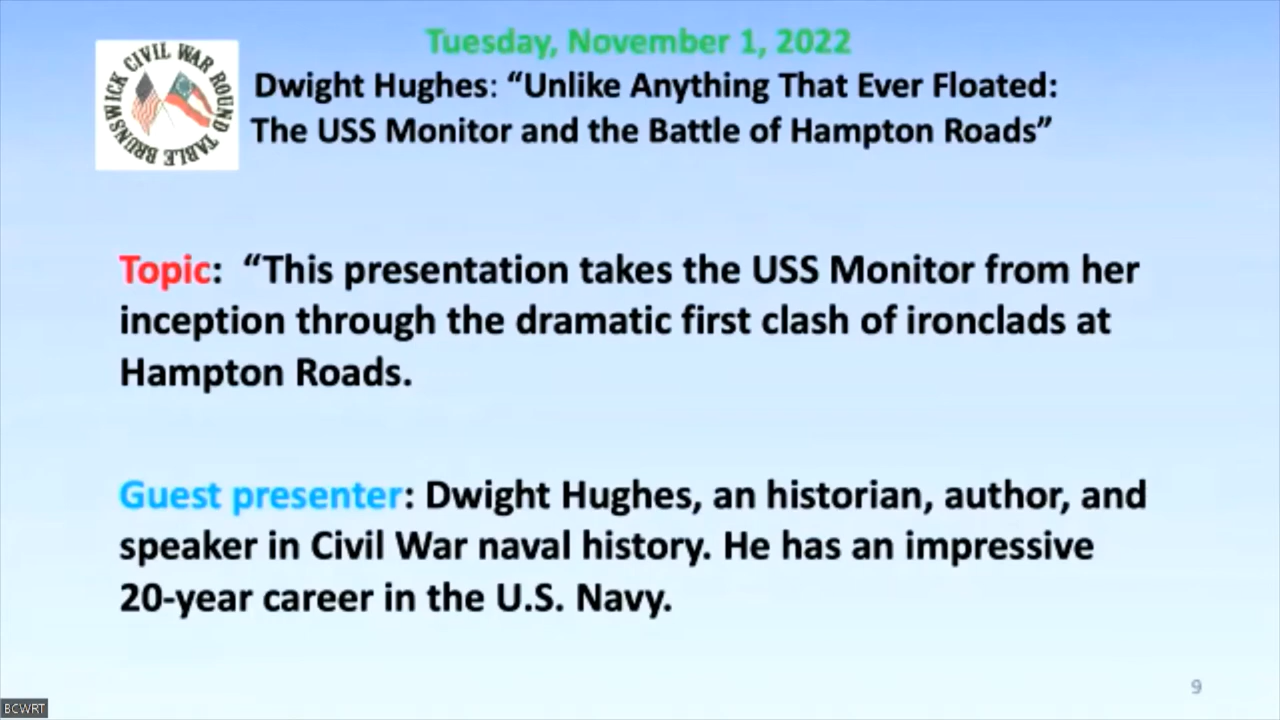 Tuesday, November 1, 2022
BRUNSWICK CIVIL WAR ROUND TABLE
Dwight Hughes: “Unlike Anything That Ever Floated:
The USS Monitor and the Battle of Hampton Roads”
Topic:  “This presentation takes the USS Monitor from her
inception through the dramatic first clash of ironclads at
Hampton Roads.
Guest presenter: Dwight Hughes, an historian, author, and
speaker in Civil War naval history. He has an impressive
20-year career in the U.S. Navy.
9
BCWRT